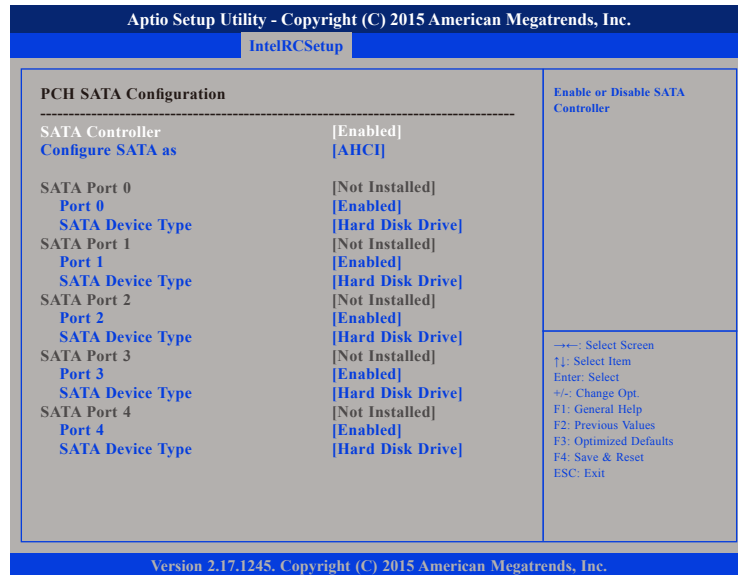 Aptio Setup Utility - Copyright (C) 2015 American Megatrends, Inc.
IntelRCSetup
PCH SATA Configuration
--------------------------------------------------------------------------------
SATA Controller [Enabled]
Configure SATA as [AHCI]
SATA Port 0 [Not Installed]
Port 0 [Enabled]
SATA Device Type [Hard Disk Drive]
SATA Port 1 [Not Installed]
Port 1 [Enabled]
SATA Device Type [Hard Disk Drive]
SATA Port 2 [Not Installed]
Port 2 [Enabled]
SATA Device Type [Hard Disk Drive]
SATA Port 3 [Not Installed]
Port 3 [Enabled]
SATA Device Type [Hard Disk Drive]
SATA Port 4 [Not Installed]
Port 4 [Enabled]
SATA Device Type [Hard Disk Drive]
Enable or Disable SATA
Controller
→←: Select Screen
↑↓: Select Item
Enter: Select
+/-: Change Opt.
F1: General Help
F2: Previous Values
F3: Optimized Defaults
F4: Save & Reset
ESC: Exit
Version 2.17.1245. Copyright (C) 2015 American Megatrends, Inc.